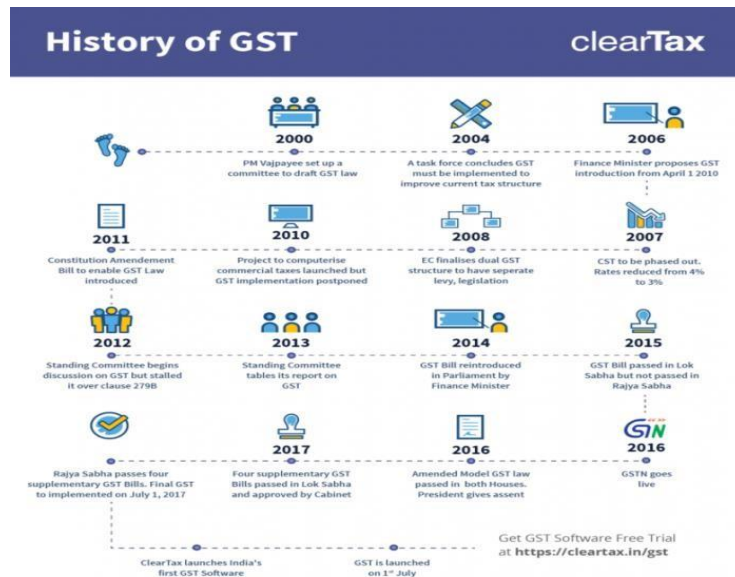 History of GST
clearTax
2000
PM Vajpayee set up a
committee to draft GST law
2004
A task force concludes GST
must be implemented to
improve current tax structure
2006
Finance Minister proposes GST
introduction from April 1 2010
2011
Constitution Amendement
Bill to enable GST Law
introduced
2010
Project to computerise
commercial taxes launched but
GST implementation postponed
2008
EC finalises dual GST
structure to have seperate
levy, legislation
2007
CST to be phased out.
Rates reduced from 4%
to 3%
2012
Standing Committee begins
discussion on GST but stalled
it over clause 279B
2013
Standing Committee
tables its report on
GST
2014
GST Bill reintroduced
in Parliament by
Finance Minister
2015
GST Bill passed in Lok
Sabha but not passed in
Rajya Sabha
Rajya Sabha passes four
supplementary GST Bills. Final GST
to implemented on July 1, 2017
2017
Four supplementary GST
Bills passed in Lok Sabha
and approved by Cabinet
2016
Amended Model GST law
passed in both Houses.
President gives assent
GSTN
2016
GSTN goes
live
ClearTax launches India's
first GST Software
GST is launched
on 1st July
Get GST Software Free Trial
at https://cleartax.in/gst